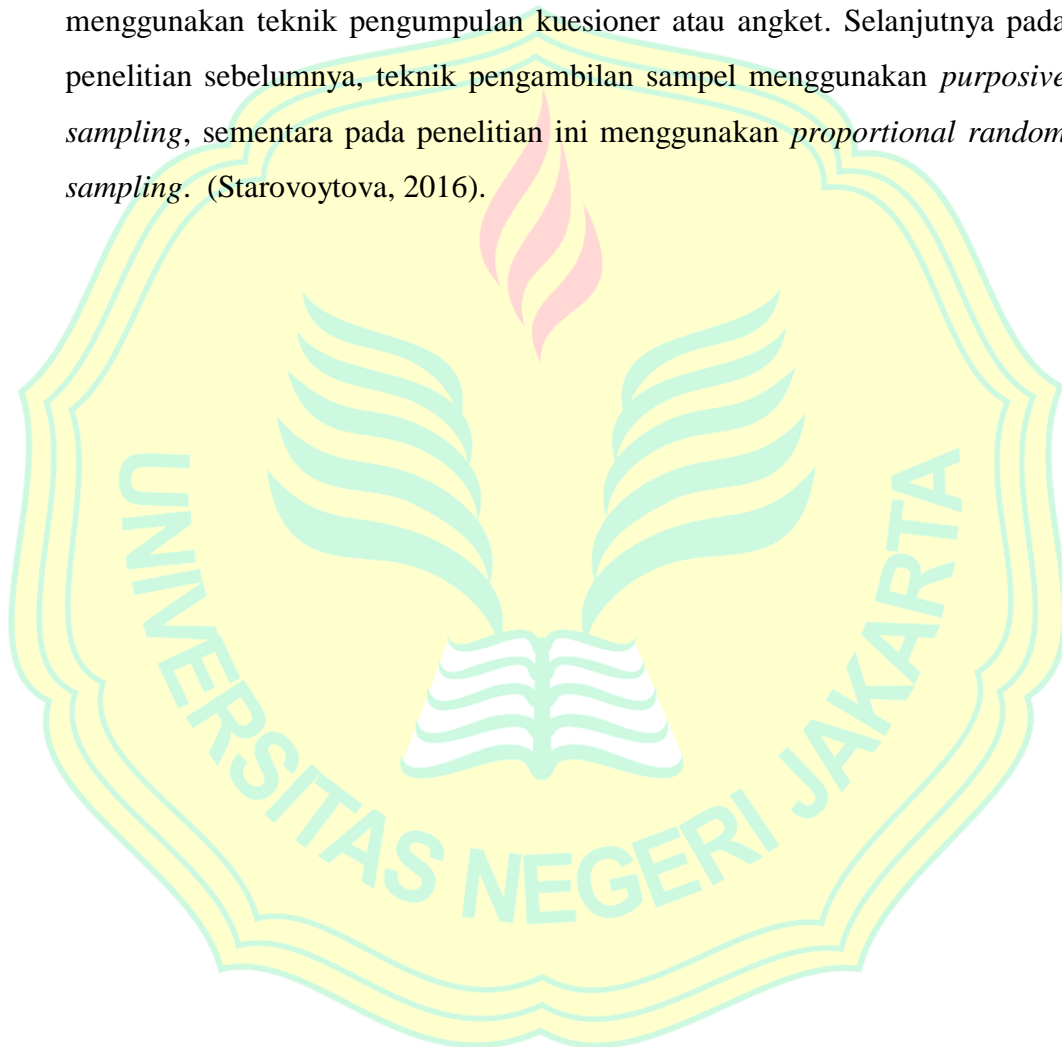 menggunakan teknik pengumpulan kuesioner atau angket. Selanjutnya pada
penelitian sebelumnya, teknik pengambilan sampel menggunakan purposive
sampling, sementara pada penelitian ini menggunakan proportional random
sampling. (Starovoytova, 2016).
UNIVERSITAS NEGERI JAKARTA